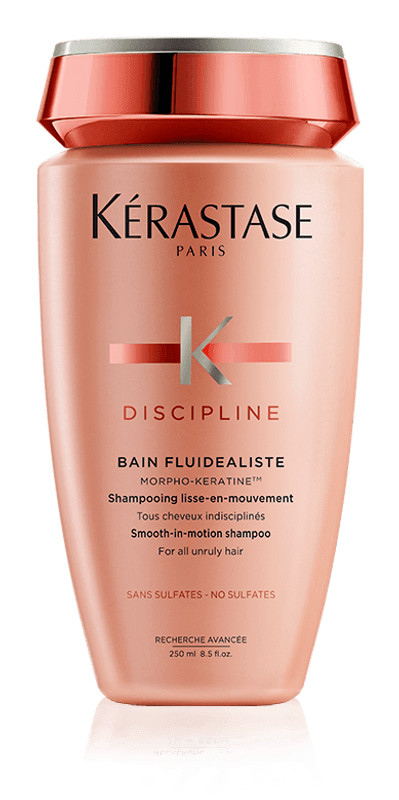 KÉRASTASE
PARIS
K
DISCIPLINE
BAIN FLUIDEALISTE
MORPHO-KERATINE™
Shampooing lisse-en-mouvement
Tous cheveux indisciplinés
Smooth-in-motion shampoo
For all unruly hair
SANS SULFATES - NO SULFATES
RECHERCHE AVANCÉE
250 ml 8.5 fl.oz.